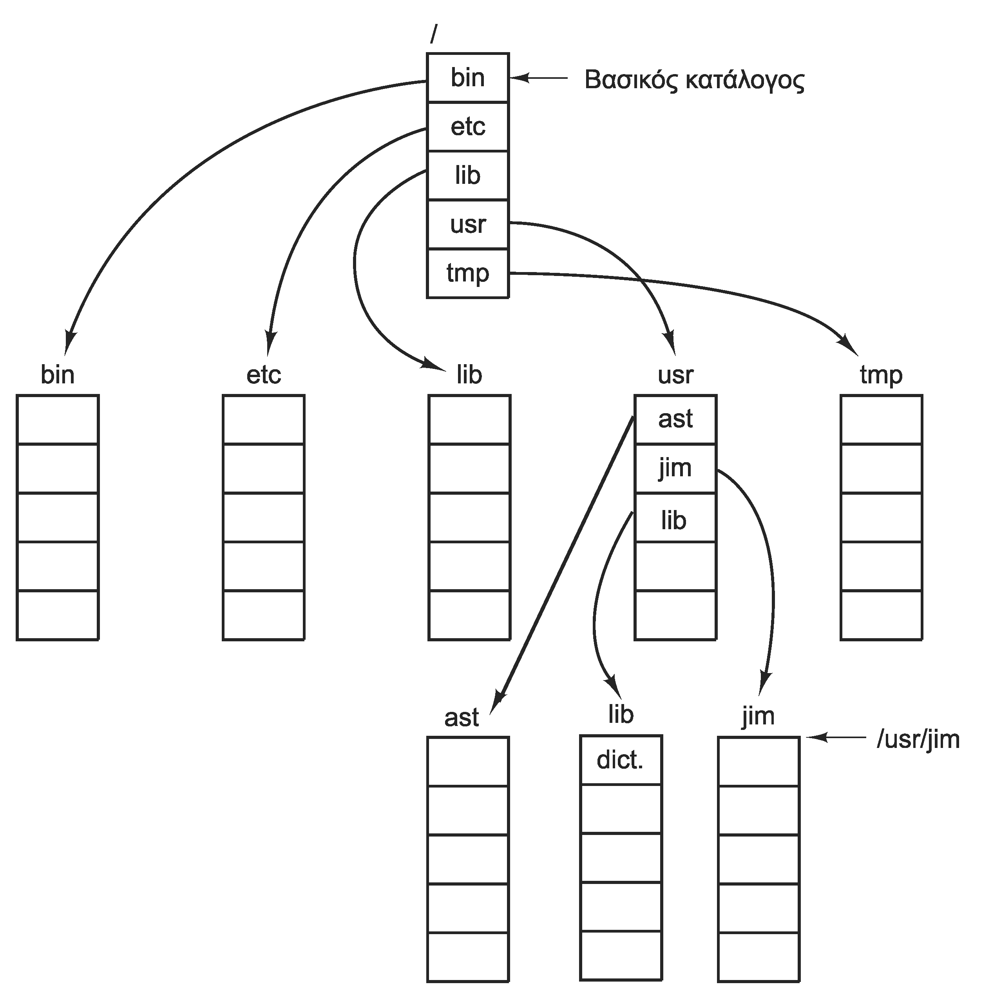 /
bin
Βασικός κατάλογος
etc
lib
usr
tmp
bin
etc
lib
usr
tmp
ast
jim
lib
ast
lib
jim
/usr/jim
dict.